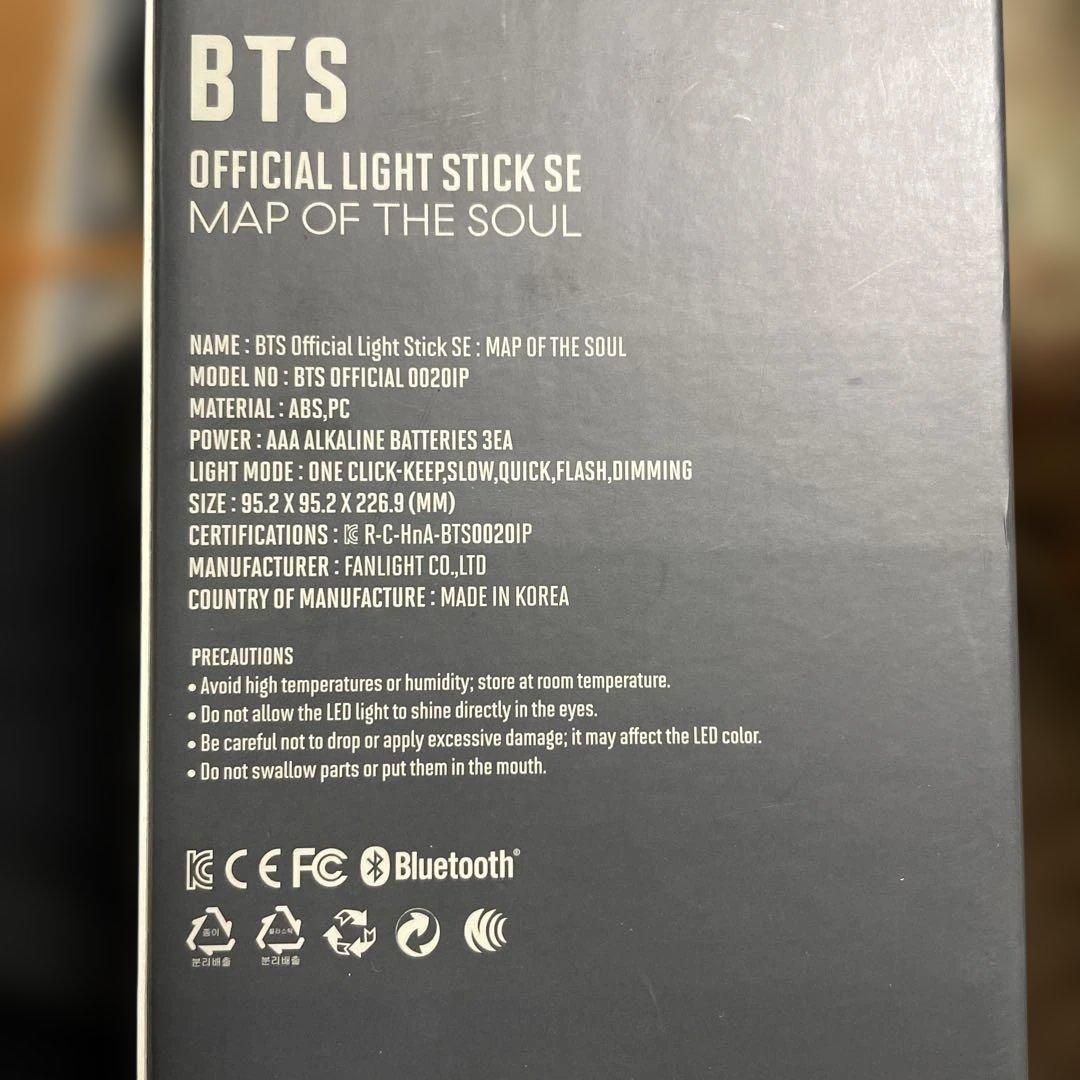 BTS
OFFICIAL LIGHT STICK SE
MAP OF THE SOUL
NAME : BTS Official Light Stick SE : MAP OF THE SOUL
MODEL NO : BTS OFFICIAL 0020IP
MATERIAL : ABS,PC
POWER : AAA ALKALINE BATTERIES 3EA
LIGHT MODE : ONE CLICK-KEEP,SLOW,QUICK,FLASH,DIMMING
SIZE : 95.2 X 95.2 X 226.9 (MM)
CERTIFICATIONS : KC R-C-HnA-BTS0020IP
MANUFACTURER : FANLIGHT CO.,LTD
COUNTRY OF MANUFACTURE : MADE IN KOREA
PRECAUTIONS
• Avoid high temperatures or humidity; store at room temperature.
• Do not allow the LED light to shine directly in the eyes.
• Be careful not to drop or apply excessive damage; it may affect the LED color.
• Do not swallow parts or put them in the mouth.
KC CE FC Bluetooth®
종이 플라스틱
분리배출 분리배출